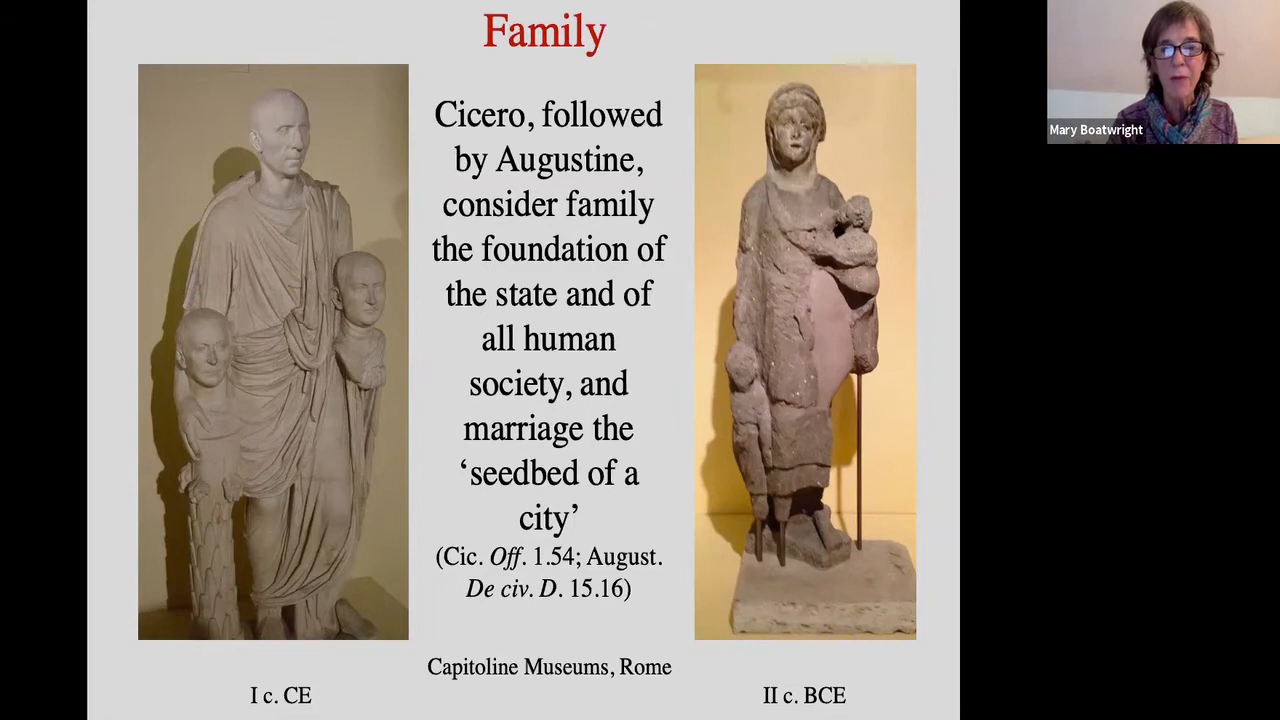 Family
Cicero, followed
by Augustine,
consider family
the foundation of
the state and of
all human
society, and
marriage the
‘seedbed of a
city’
(Cic. Off. 1.54; August.
De civ. D. 15.16)
Capitoline Museums, Rome
I c. CE
II c. BCE
Mary Boatwright